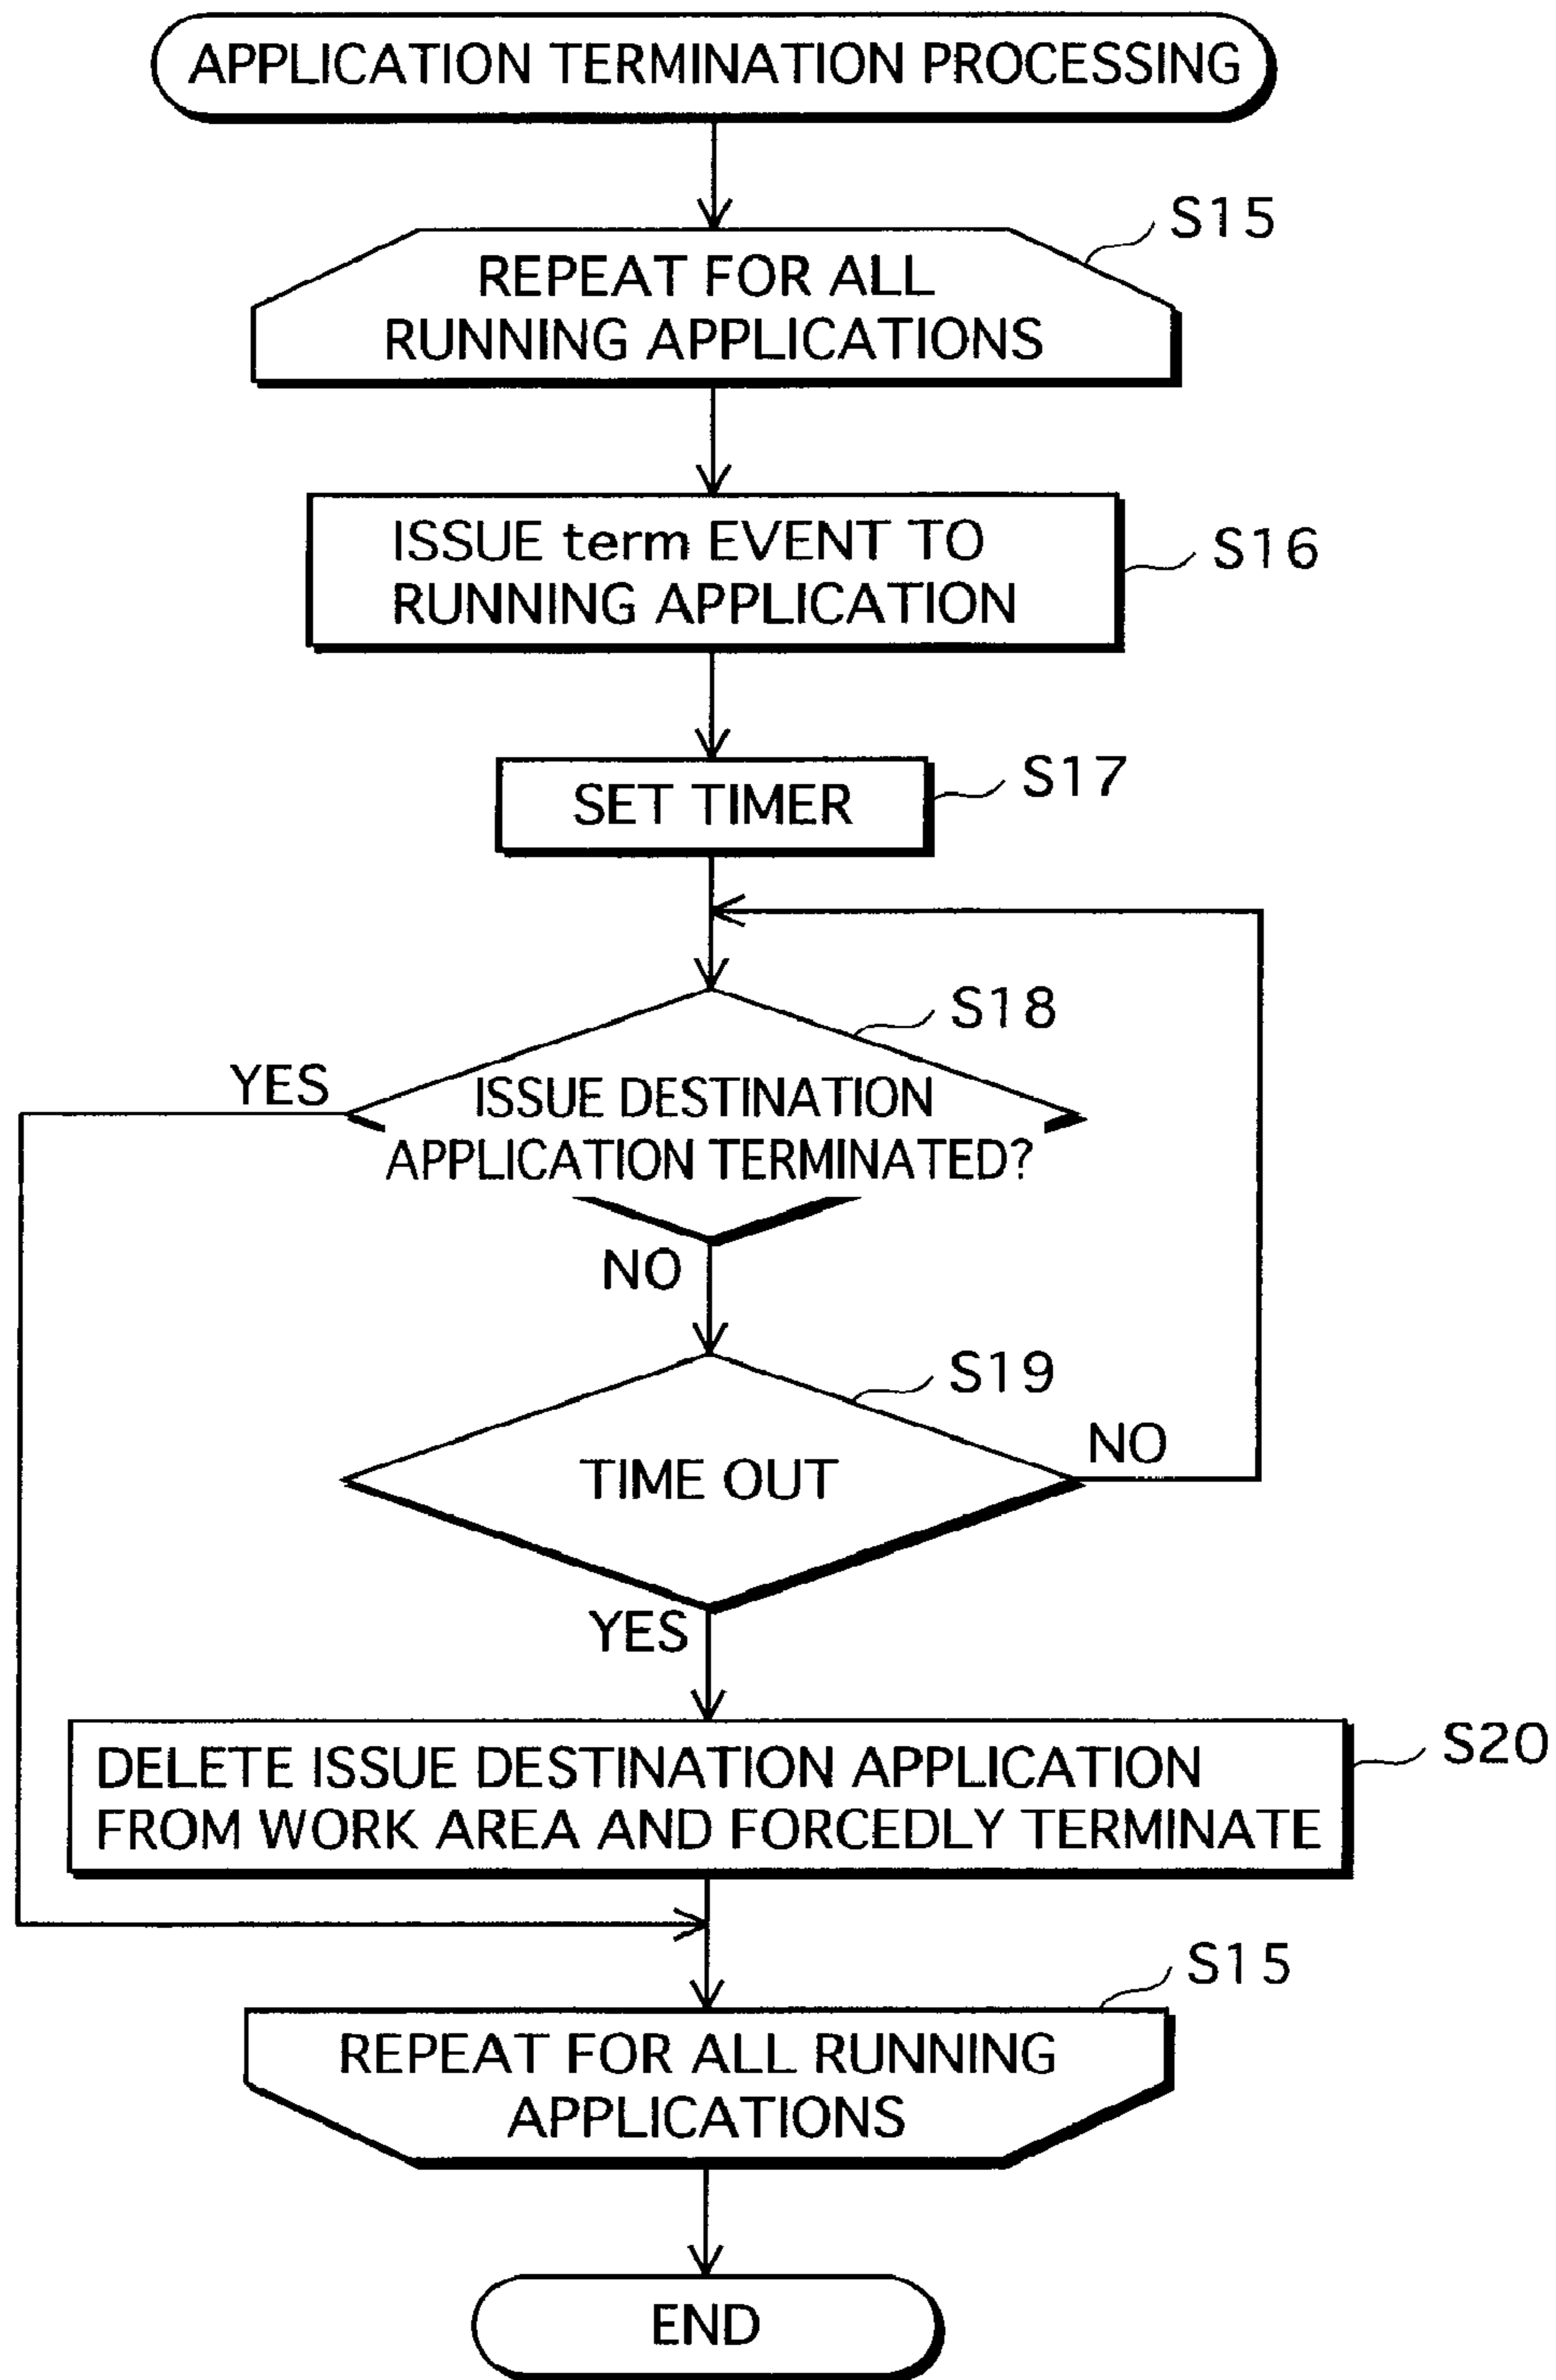 APPLICATION TERMINATION PROCESSING
S15
REPEAT FOR ALL
RUNNING APPLICATIONS
ISSUE term EVENT TO
RUNNING APPLICATION
S16
SET TIMER
S17
S18
YES
ISSUE DESTINATION
APPLICATION TERMINATED?
NO
S19
NO
TIME OUT
YES
DELETE ISSUE DESTINATION APPLICATION
FROM WORK AREA AND FORCEDLY TERMINATE
S20
S15
REPEAT FOR ALL RUNNING
APPLICATIONS
END